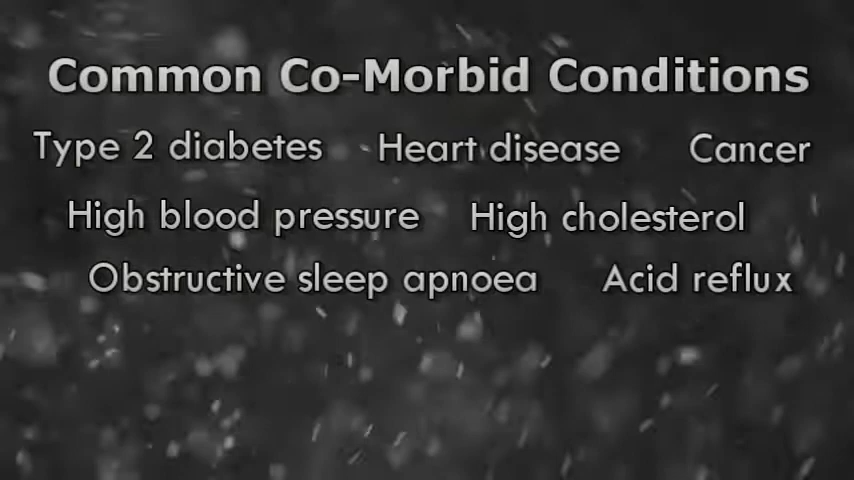 Common Co-Morbid Conditions
Type 2 diabetes Heart disease Cancer
High blood pressure High cholesterol
Obstructive sleep apnoea Acid reflux